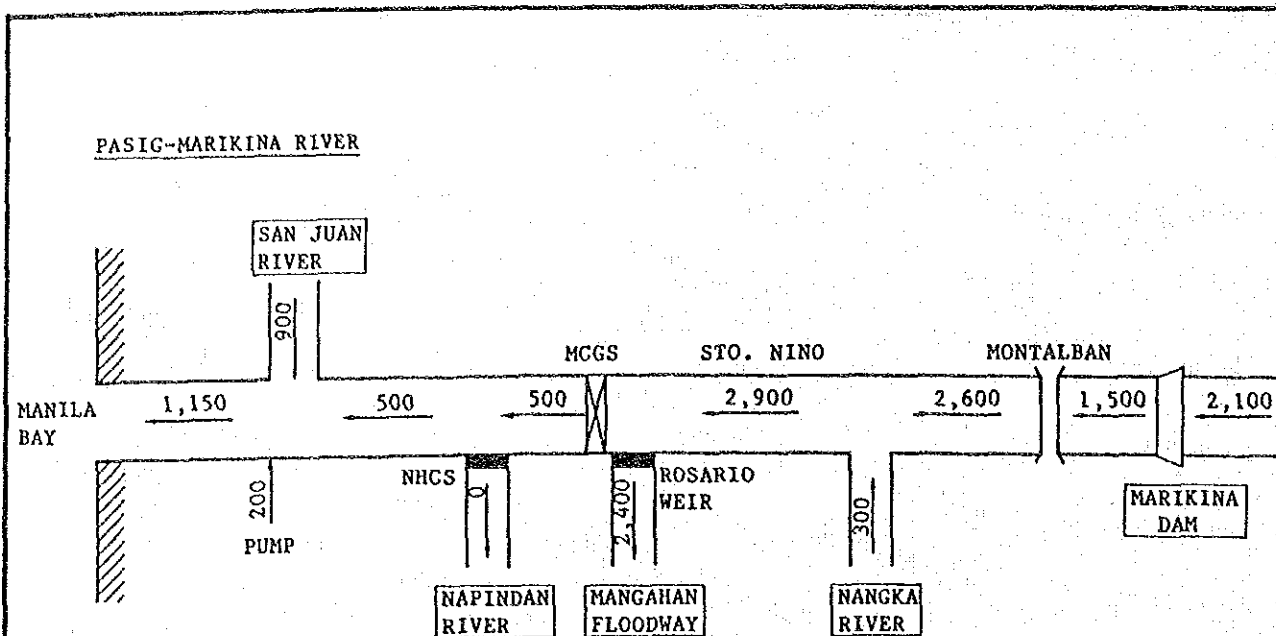 PASIG-MARIKINA RIVER
SAN JUAN
RIVER
900
MCGS
STO. NINO
MONTALBAN
MANILA
BAY
1,150
500
500
2,900
2,600
1,500
2,100
NHCS
0
2,400
ROSARIO
WEIR
300
200
PUMP
MARIKINA
DAM
NAPINDAN
RIVER
MANGAHAN
FLOODWAY
NANGKA
RIVER